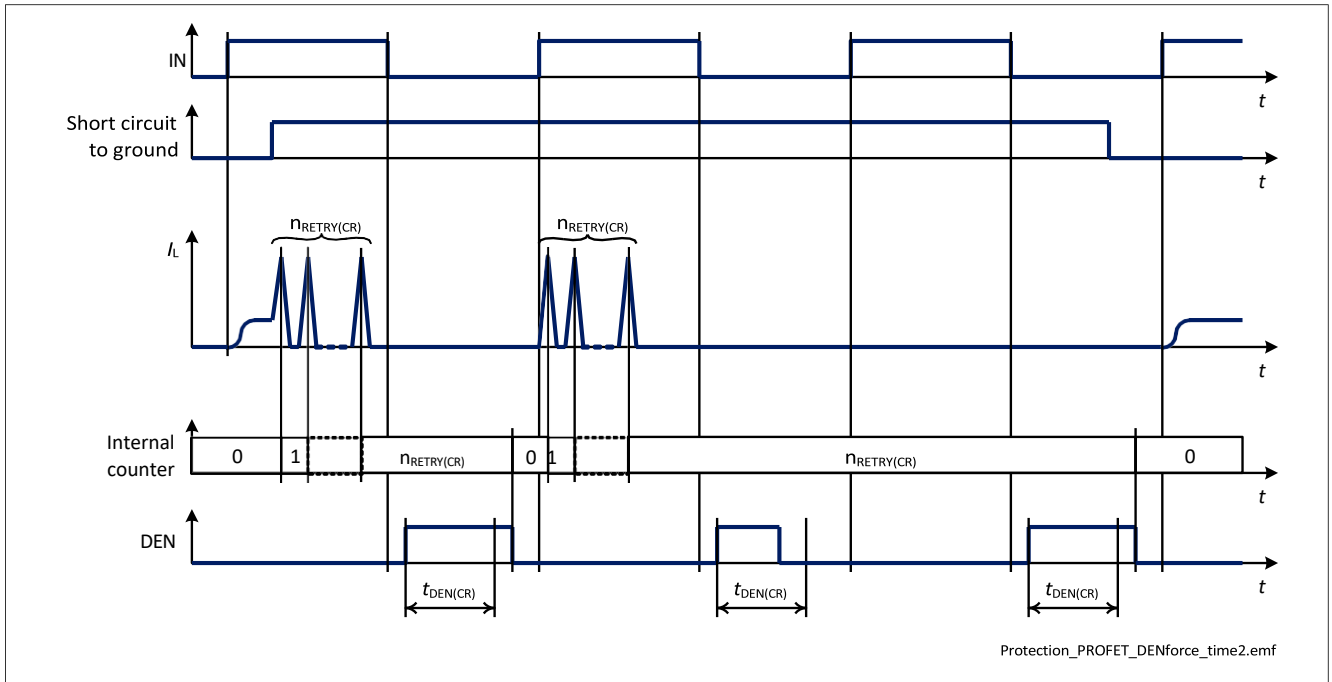 IN
t
Short circuit
to ground
t
nRETRY(CR) nRETRY(CR)
IL
t
Internal
counter
0 1 nRETRY(CR) 0 1 nRETRY(CR) 0
t
DEN
t
tDEN(CR) tDEN(CR) tDEN(CR)
Protection_PROFET_DENforce_time2.emf